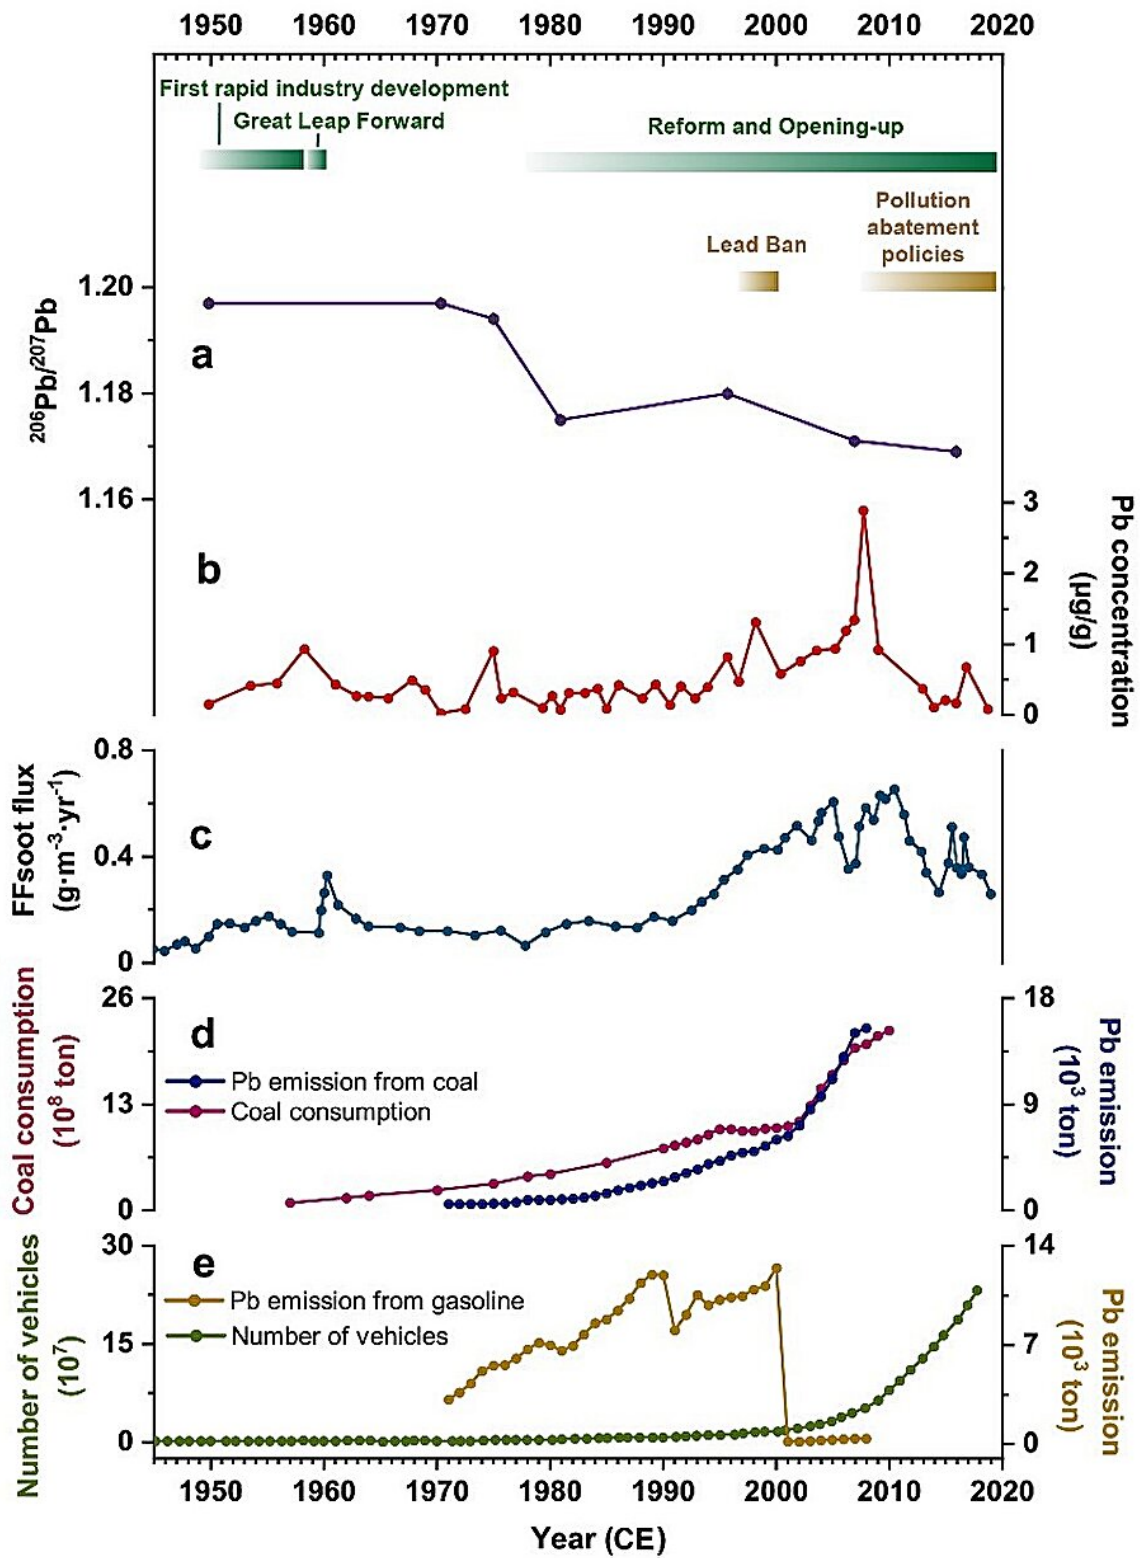 1950 1960 1970 1980 1990 2000 2010 2020
First rapid industry development
Great Leap Forward
Reform and Opening-up
Pollution
abatement
policies
Lead Ban
1.20
1.18
1.16
²⁰⁶Pb/²⁰⁷Pb
a
3
2
1
0
Pb concentration
(µg/g)
b
0.8
0.4
0
FFsoot flux
(g·m⁻³·yr⁻¹)
c
26
13
0
Coal consumption
(10⁸ ton)
d
Pb emission from coal
Coal consumption
18
9
0
Pb emission
(10³ ton)
30
15
0
Number of vehicles
(10⁷)
e
Pb emission from gasoline
Number of vehicles
14
7
0
Pb emission
(10³ ton)
1950 1960 1970 1980 1990 2000 2010 2020
Year (CE)